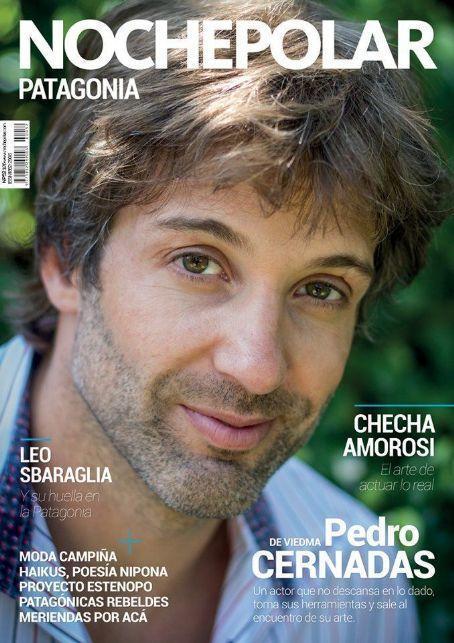 NOCHEPOLAR
PATAGONIA
CHECHA
AMOROSI
El arte de
actuar lo real
LEO
SBARAGLIA
Y su huella en
la Patagonia
DE VIEDMA Pedro
CERNADAS
Un actor que no descansa en lo dado,
toma sus herramientas y sale al
encuentro de su arte.
+
MODA CAMPIÑA
HAIKUS, POESÍA NIPONA
PROYECTO ESTENOPO
PATAGÓNICAS REBELDES
MERIENDAS POR ACÁ